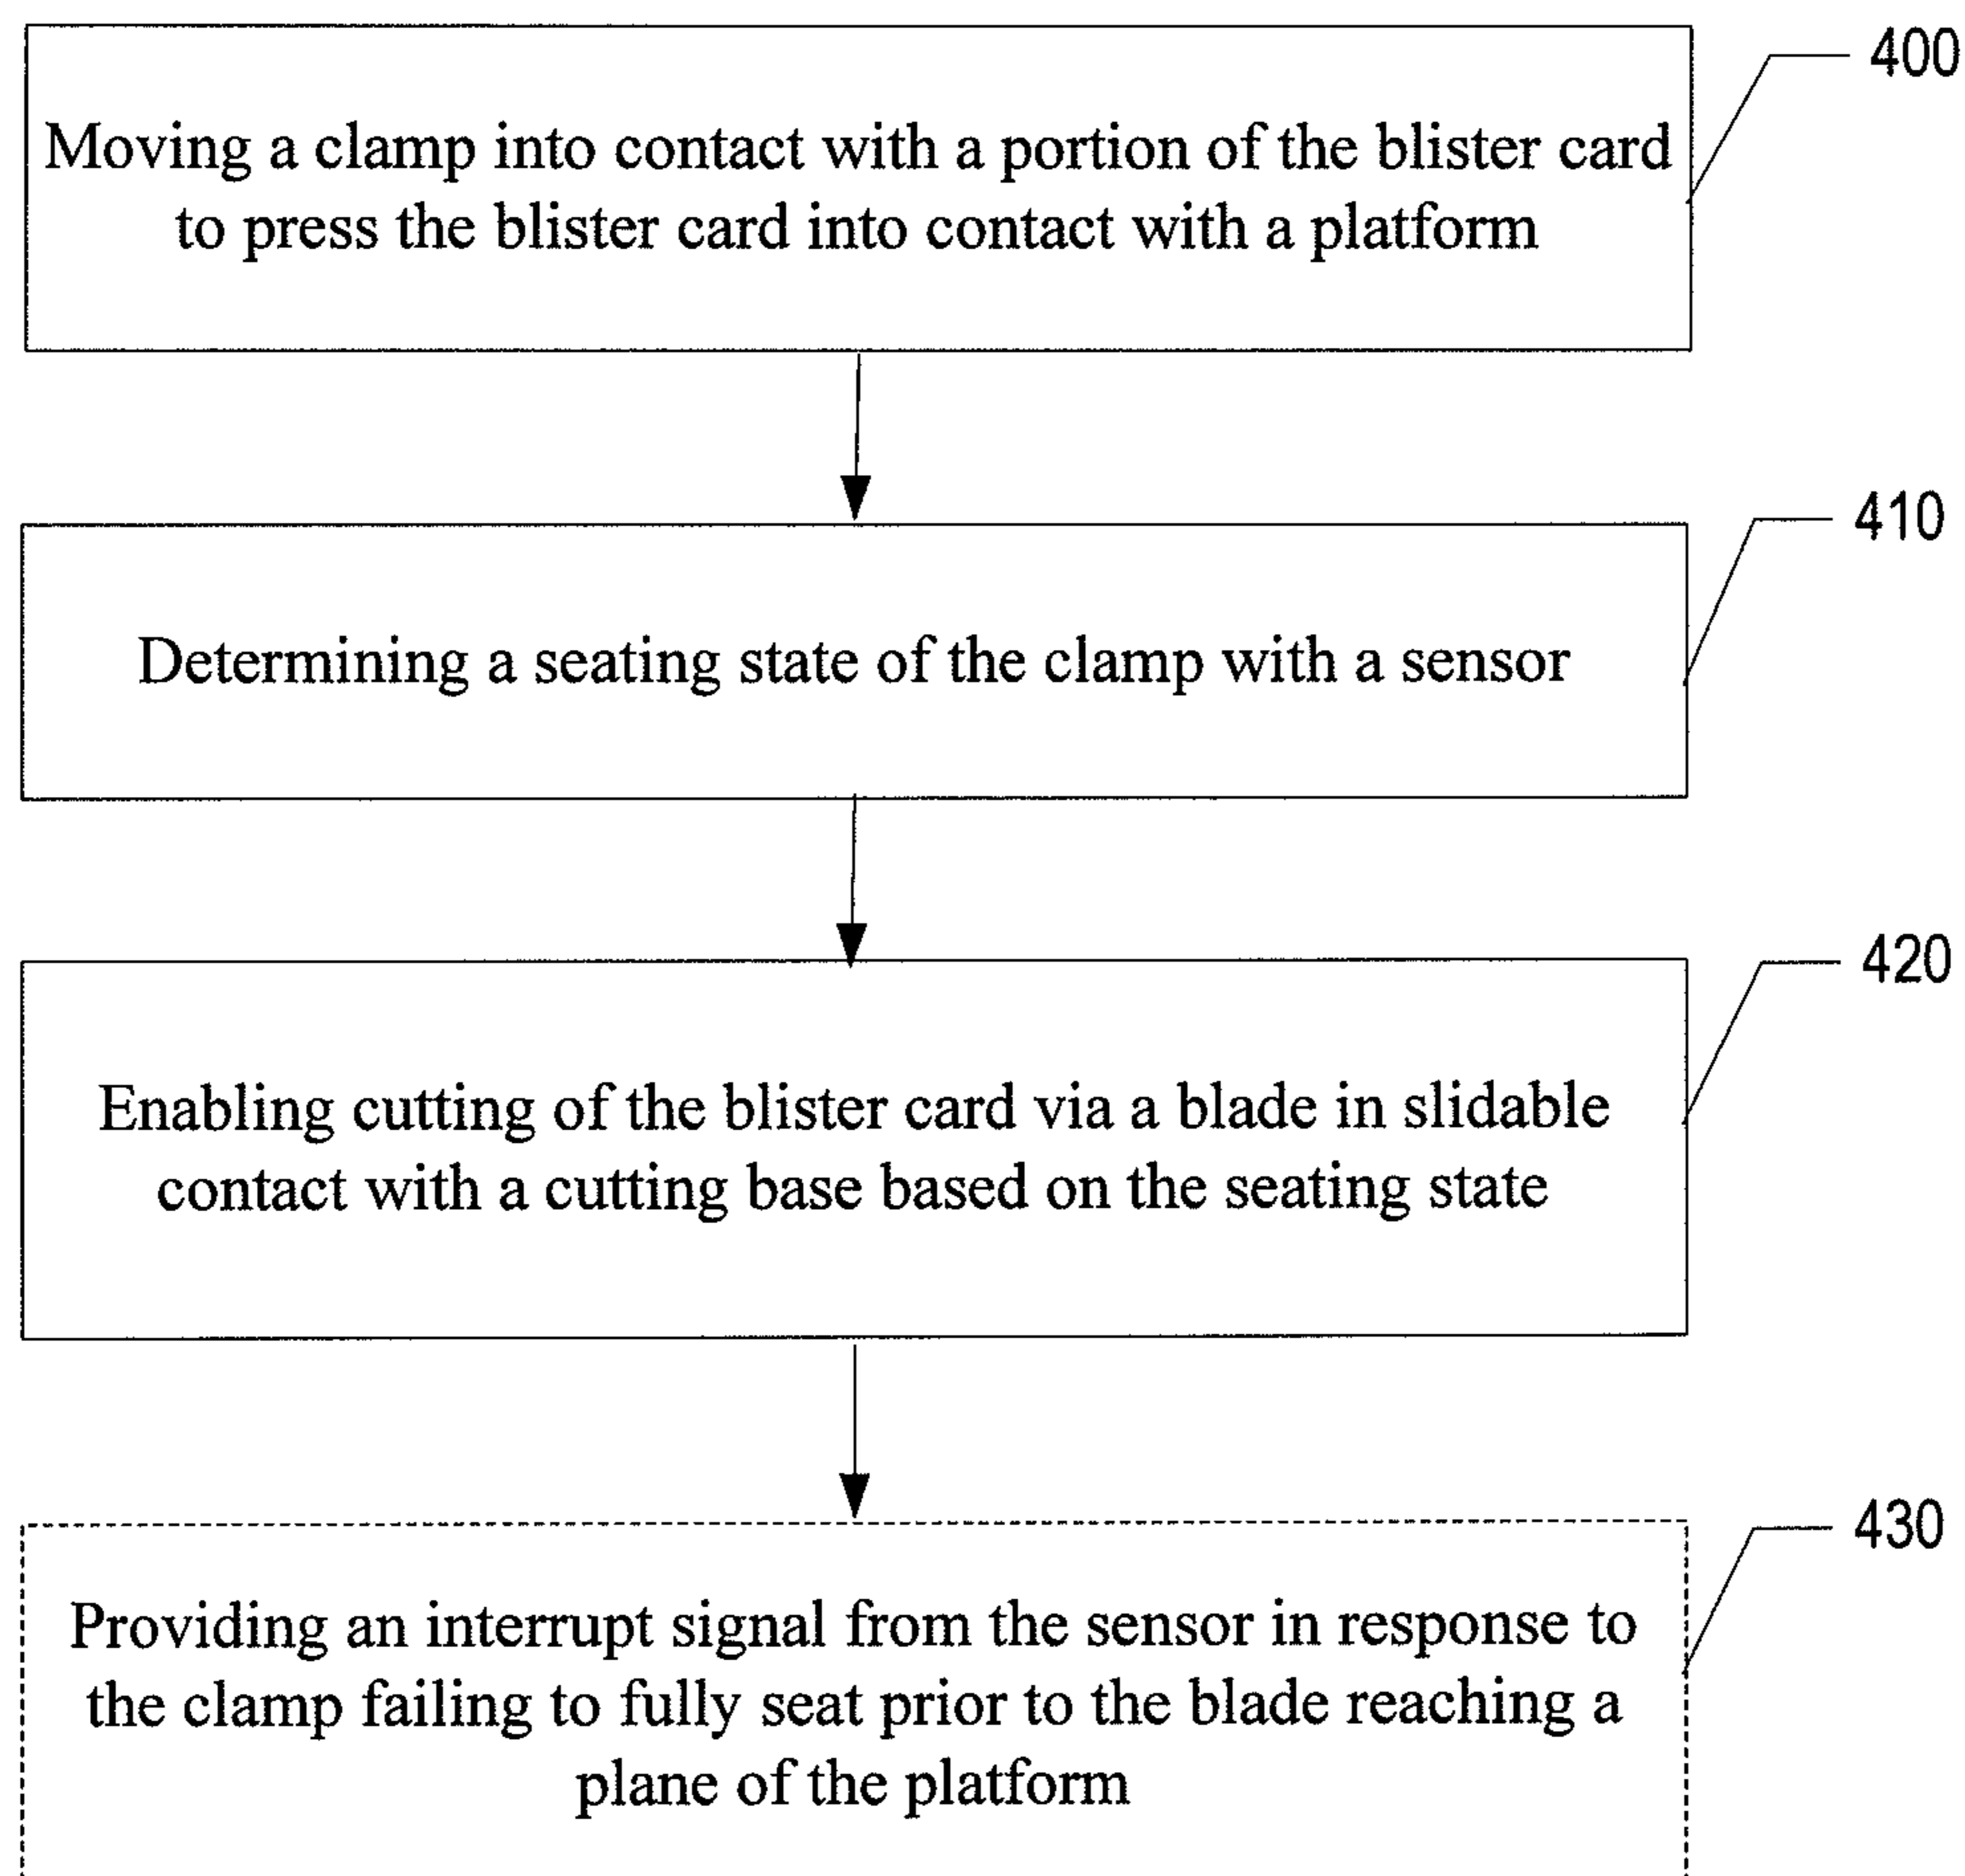 400
Moving a clamp into contact with a portion of the blister card
to press the blister card into contact with a platform
410
Determining a seating state of the clamp with a sensor
420
Enabling cutting of the blister card via a blade in slidable
contact with a cutting base based on the seating state
430
Providing an interrupt signal from the sensor in response to
the clamp failing to fully seat prior to the blade reaching a
plane of the platform